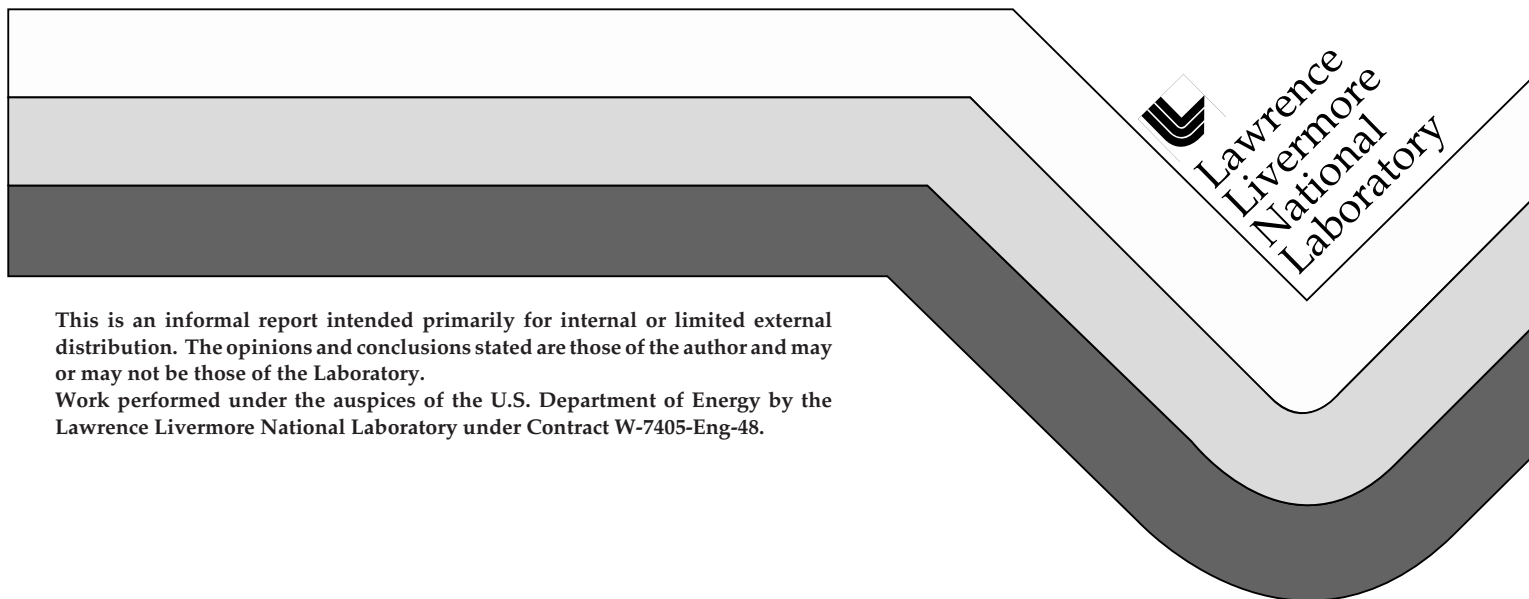 Lawrence
Livermore
National
Laboratory
This is an informal report intended primarily for internal or limited external
distribution. The opinions and conclusions stated are those of the author and may
or may not be those of the Laboratory.
Work performed under the auspices of the U.S. Department of Energy by the
Lawrence Livermore National Laboratory under Contract W-7405-Eng-48.